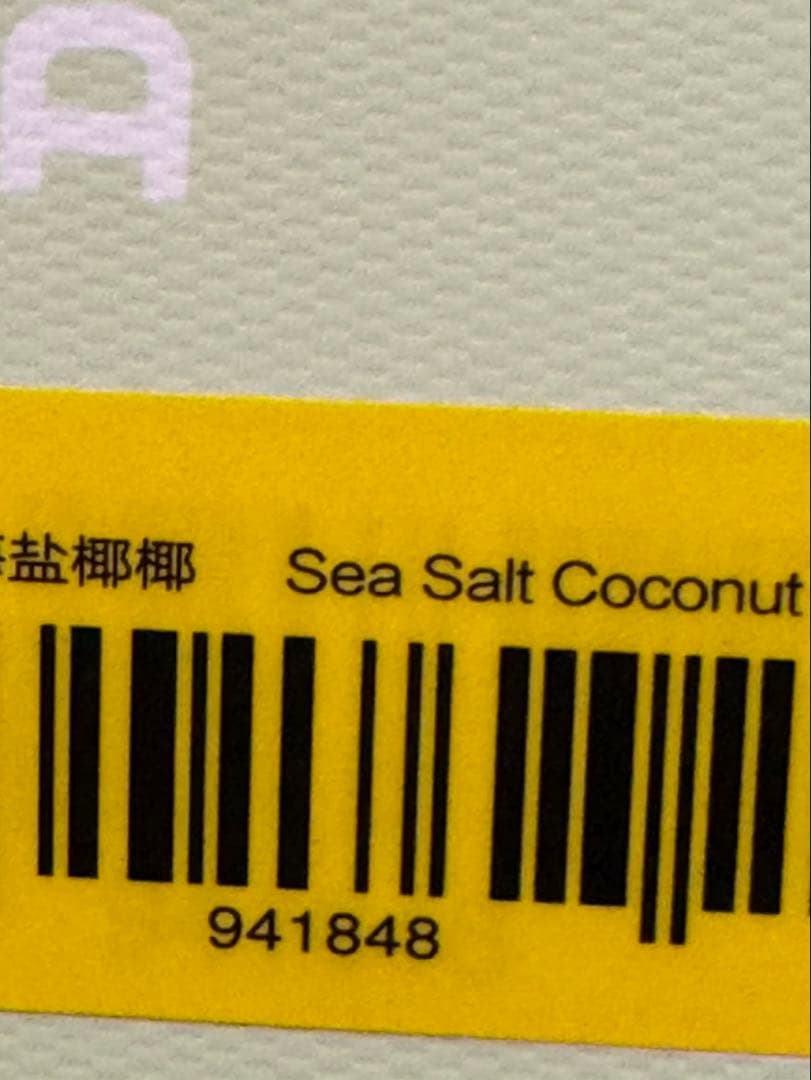 A
盐椰椰 Sea Salt Coconut
941848